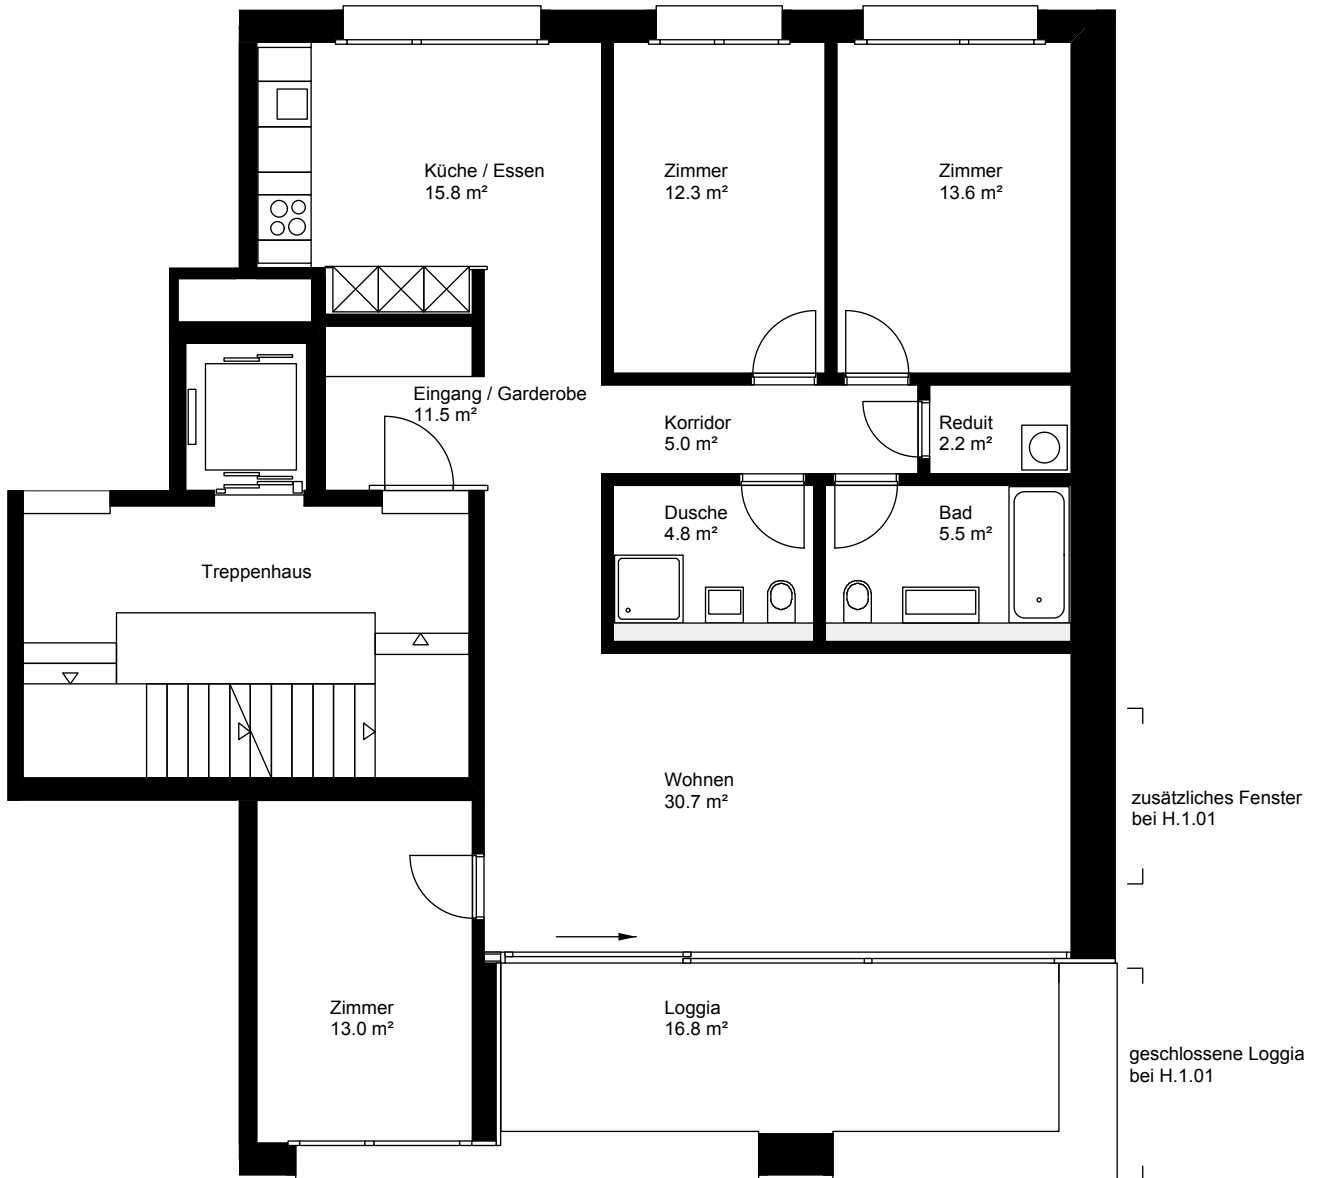 Küche / Essen
15.8 m²
Zimmer
12.3 m²
Zimmer
13.6 m²
Eingang / Garderobe
11.5 m²
Korridor
5.0 m²
Reduit
2.2 m²
Dusche
4.8 m²
Bad
5.5 m²
Treppenhaus
Wohnen
30.7 m²
zusätzliches Fenster
bei H.1.01
Zimmer
13.0 m²
Loggia
16.8 m²
geschlossene Loggia
bei H.1.01